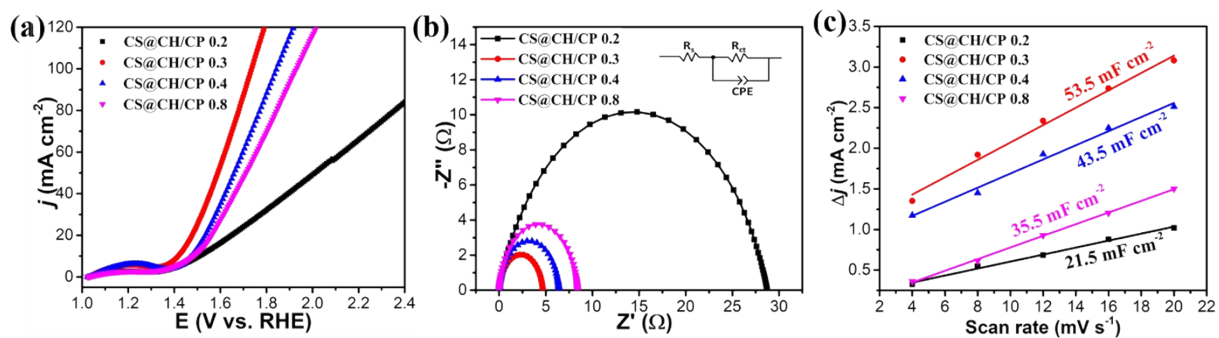 (a)
120
100
80
60
40
20
0
j (mA cm-2)
CS@CH/CP 0.2
CS@CH/CP 0.3
CS@CH/CP 0.4
CS@CH/CP 0.8
1.0 1.2 1.4 1.6 1.8 2.0 2.2 2.4
E (V vs. RHE)
(b)
14
12
10
8
6
4
2
0
-Z'' (Ω)
CS@CH/CP 0.2
CS@CH/CP 0.3
CS@CH/CP 0.4
CS@CH/CP 0.8
Rs Rct
CPE
0 5 10 15 20 25 30 35
Z' (Ω)
(c)
3.5
3.0
2.5
2.0
1.5
1.0
0.5
Δj (mA cm-2)
CS@CH/CP 0.2
CS@CH/CP 0.3
CS@CH/CP 0.4
CS@CH/CP 0.8
53.5 mF cm-2
43.5 mF cm-2
35.5 mF cm-2
21.5 mF cm-2
2 4 6 8 10 12 14 16 18 20 22
Scan rate (mV s-1)